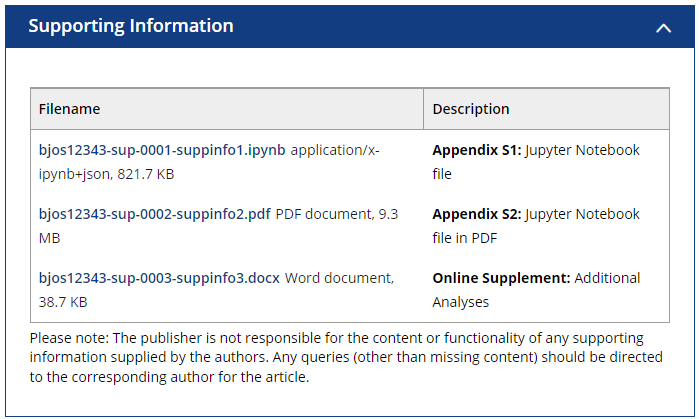 Supporting Information
Filename Description
bjos12343-sup-0001-suppinfo1.ipynb application/x- Appendix S1: Jupyter Notebook
ipynb+json, 821.7 KB file
bjos12343-sup-0002-suppinfo2.pdf PDF document, 9.3 Appendix S2: Jupyter Notebook
MB file in PDF
bjos12343-sup-0003-suppinfo3.docx Word document, Online Supplement: Additional
38.7 KB Analyses
Please note: The publisher is not responsible for the content or functionality of any supporting
information supplied by the authors. Any queries (other than missing content) should be directed
to the corresponding author for the article.